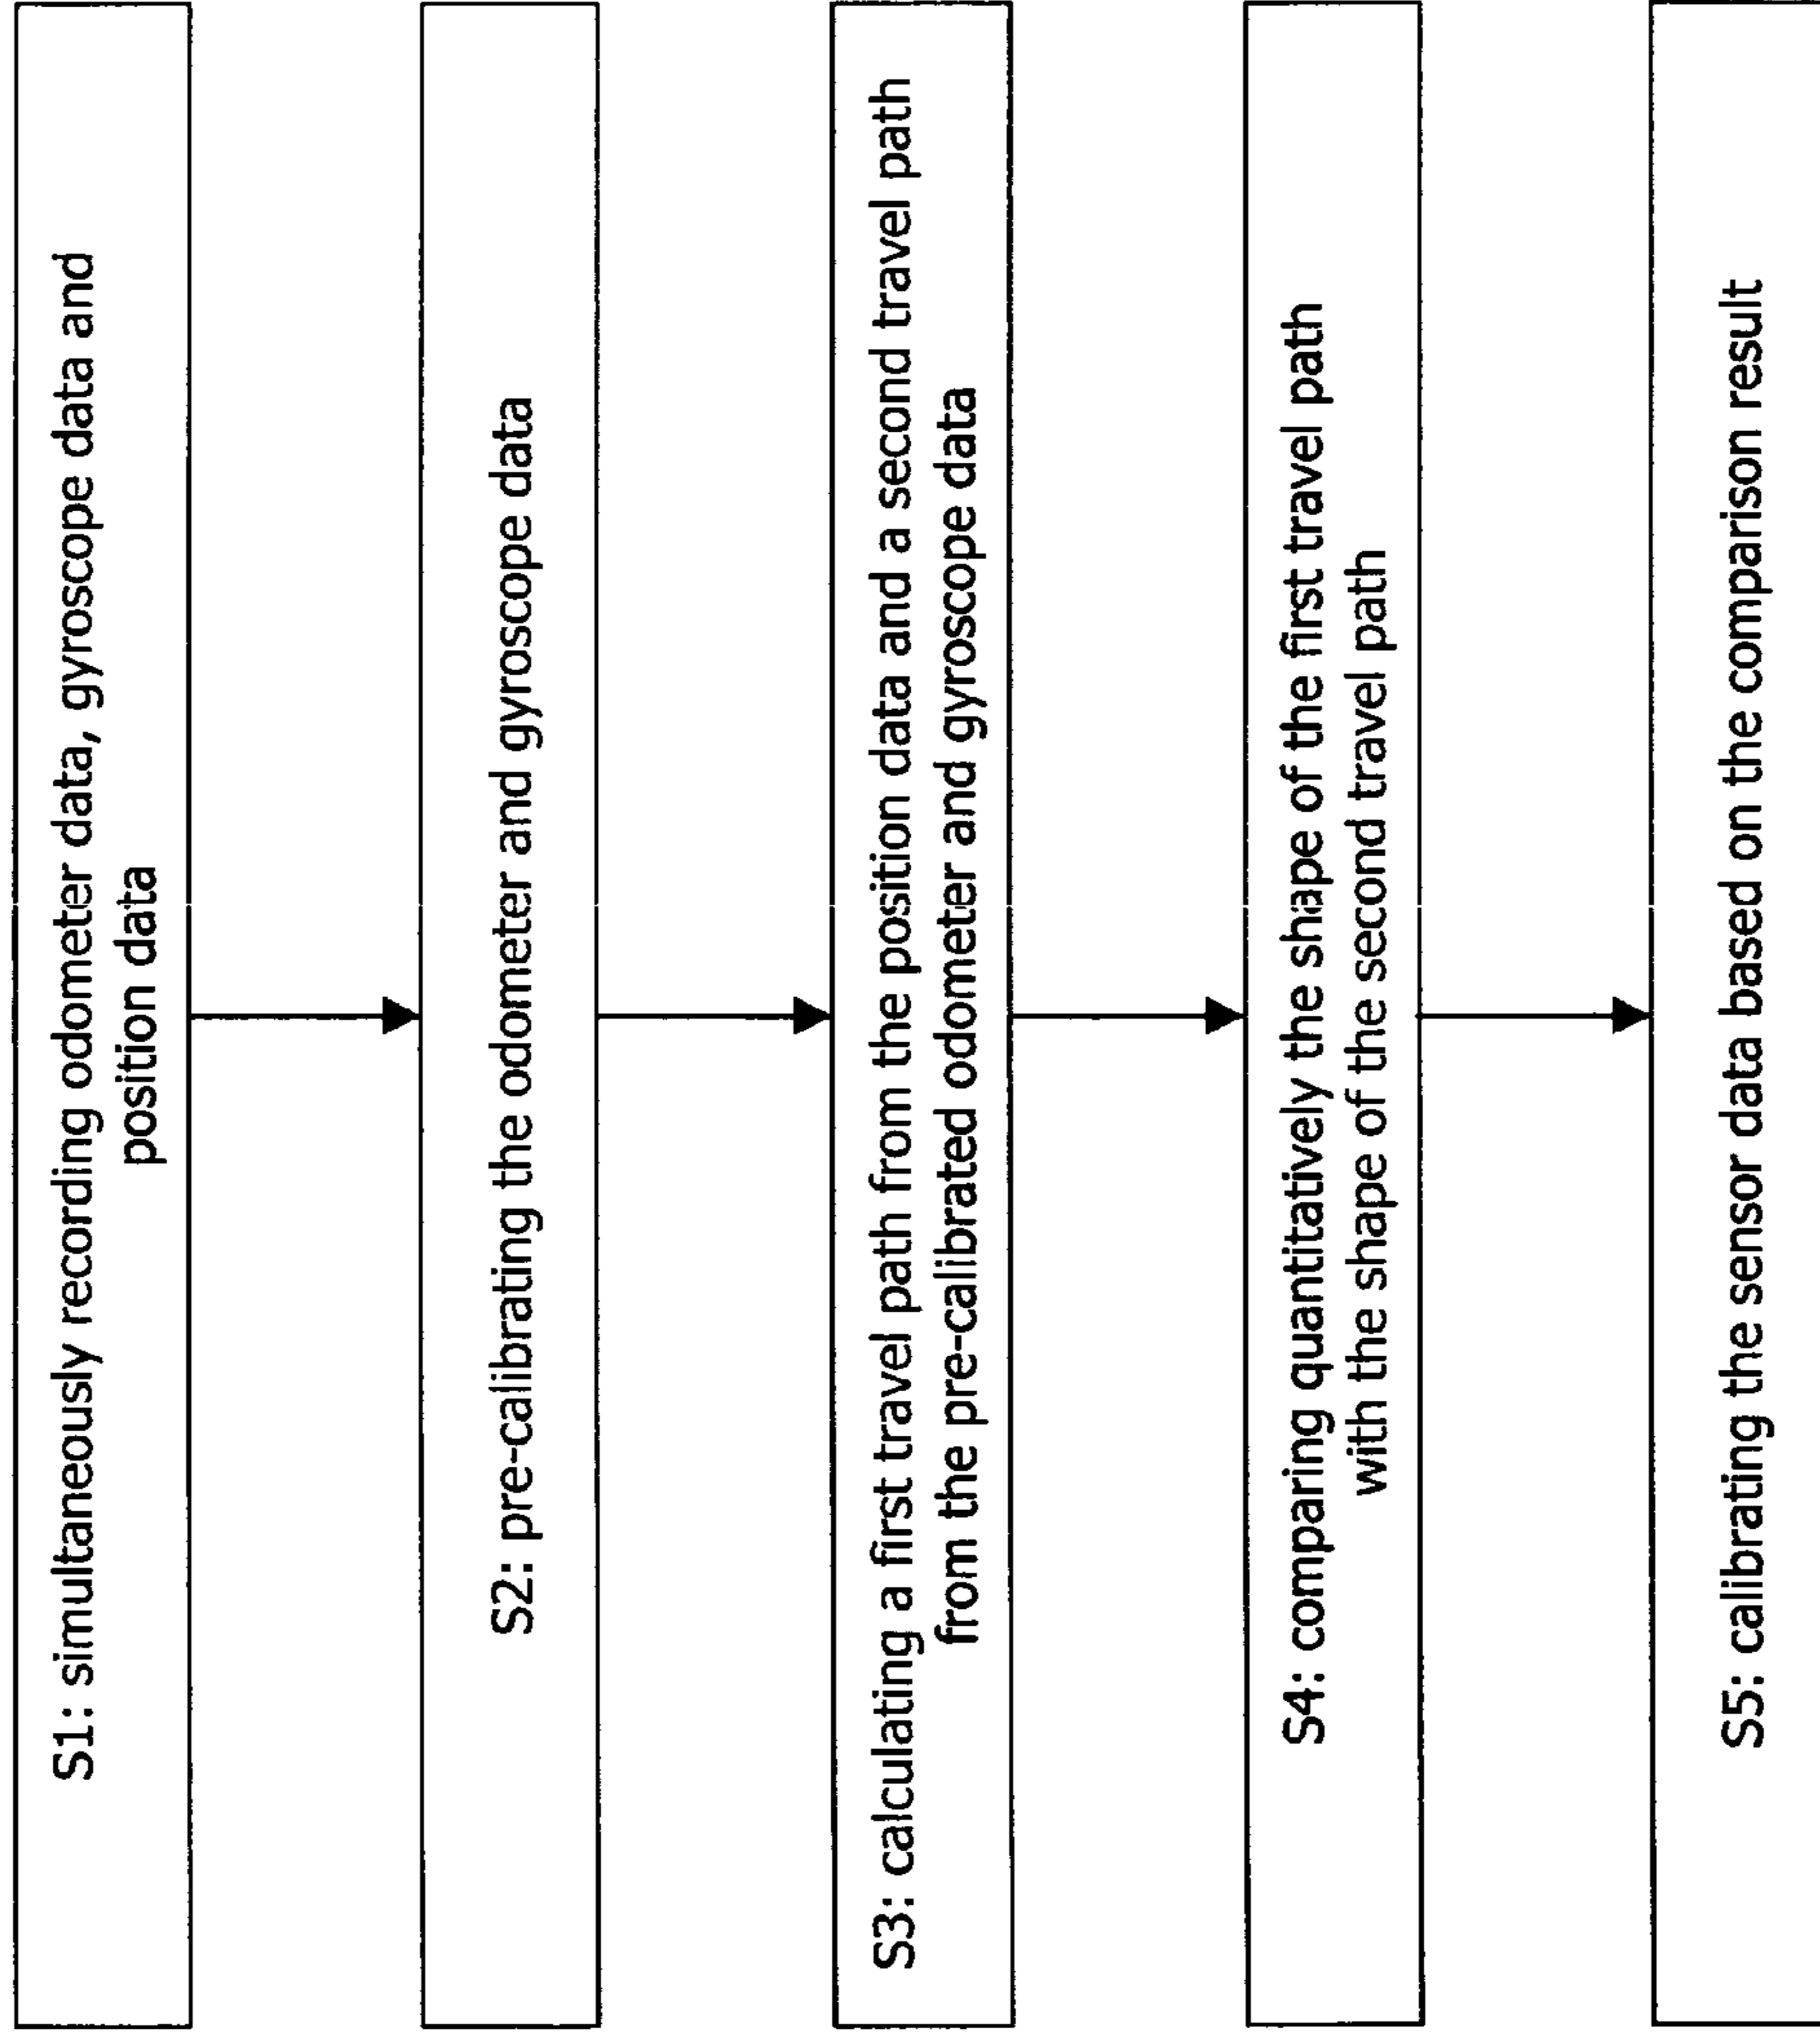 S1: simultaneously recording odometer data, gyroscope data and
position data
S2: pre-calibrating the odometer and gyroscope data
S3: calculating a first travel path from the position data and a second travel path
from the pre-calibrated odometer and gyroscope data
S4: comparing quantitatively the shape of the first travel path
with the shape of the second travel path
S5: calibrating the sensor data based on the comparison result